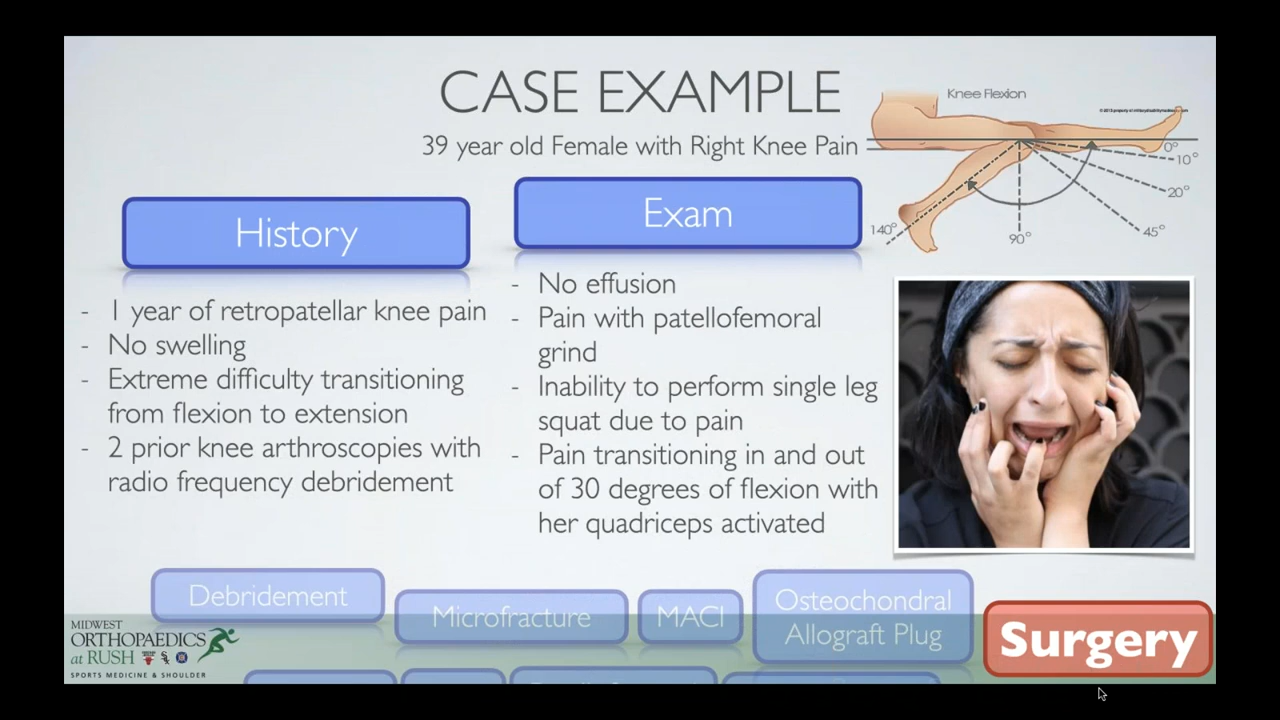 CASE EXAMPLE
39 year old Female with Right Knee Pain
Knee Flexion
0°
10°
20°
45°
90°
140°
History
- 1 year of retropatellar knee pain
- No swelling
- Extreme difficulty transitioning
from flexion to extension
- 2 prior knee arthroscopies with
radio frequency debridement
Exam
- No effusion
- Pain with patellofemoral
grind
- Inability to perform single leg
squat due to pain
- Pain transitioning in and out
of 30 degrees of flexion with
her quadriceps activated
Debridement
Microfracture
MACI
Osteochondral
Allograft Plug
Surgery
MIDWEST
ORTHOPAEDICS
at RUSH
SPORTS MEDICINE & SHOULDER